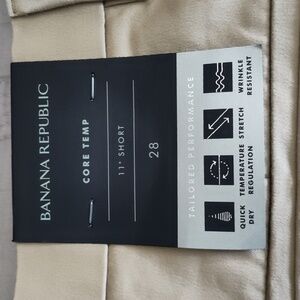 BANANA REPUBLIC
CORE TEMP
11" SHORT
28
TAILORED PERFORMANCE
QUICK DRY
TEMPERATURE REGULATION
STRETCH
WRINKLE RESISTANT